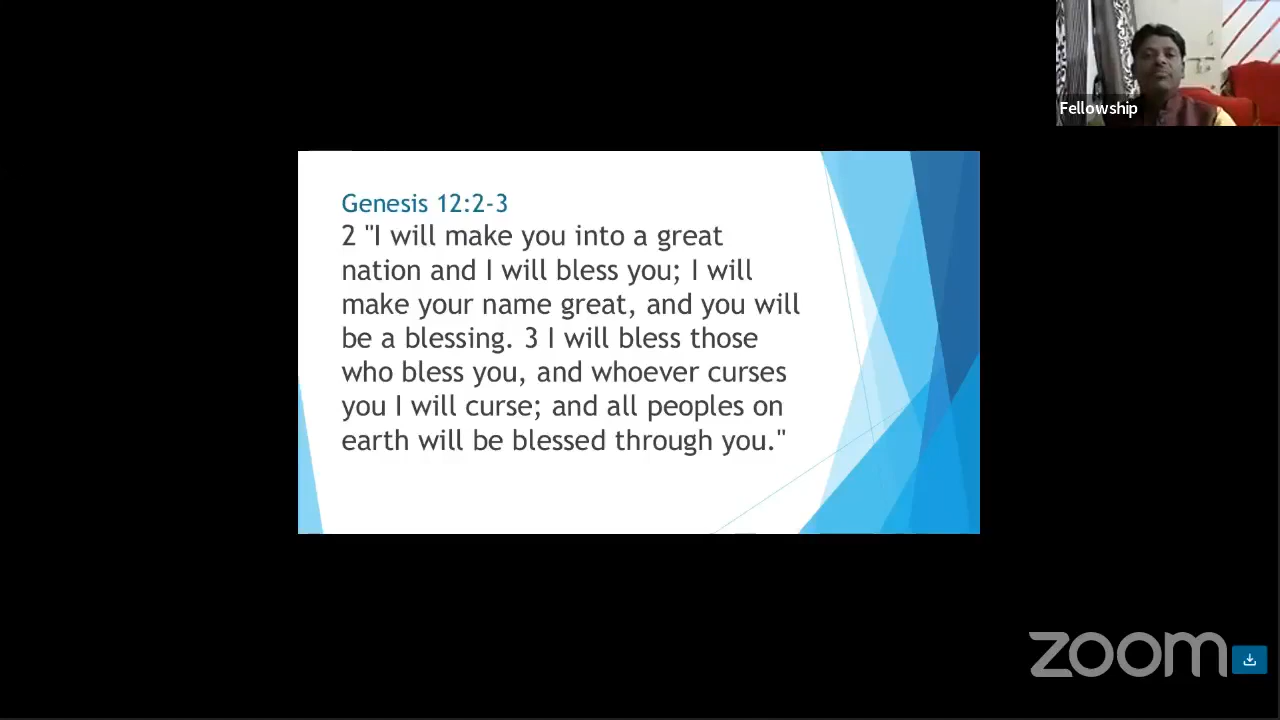 Fellowship
Genesis 12:2-3
2 "I will make you into a great
nation and I will bless you; I will
make your name great, and you will
be a blessing. 3 I will bless those
who bless you, and whoever curses
you I will curse; and all peoples on
earth will be blessed through you."
zoom